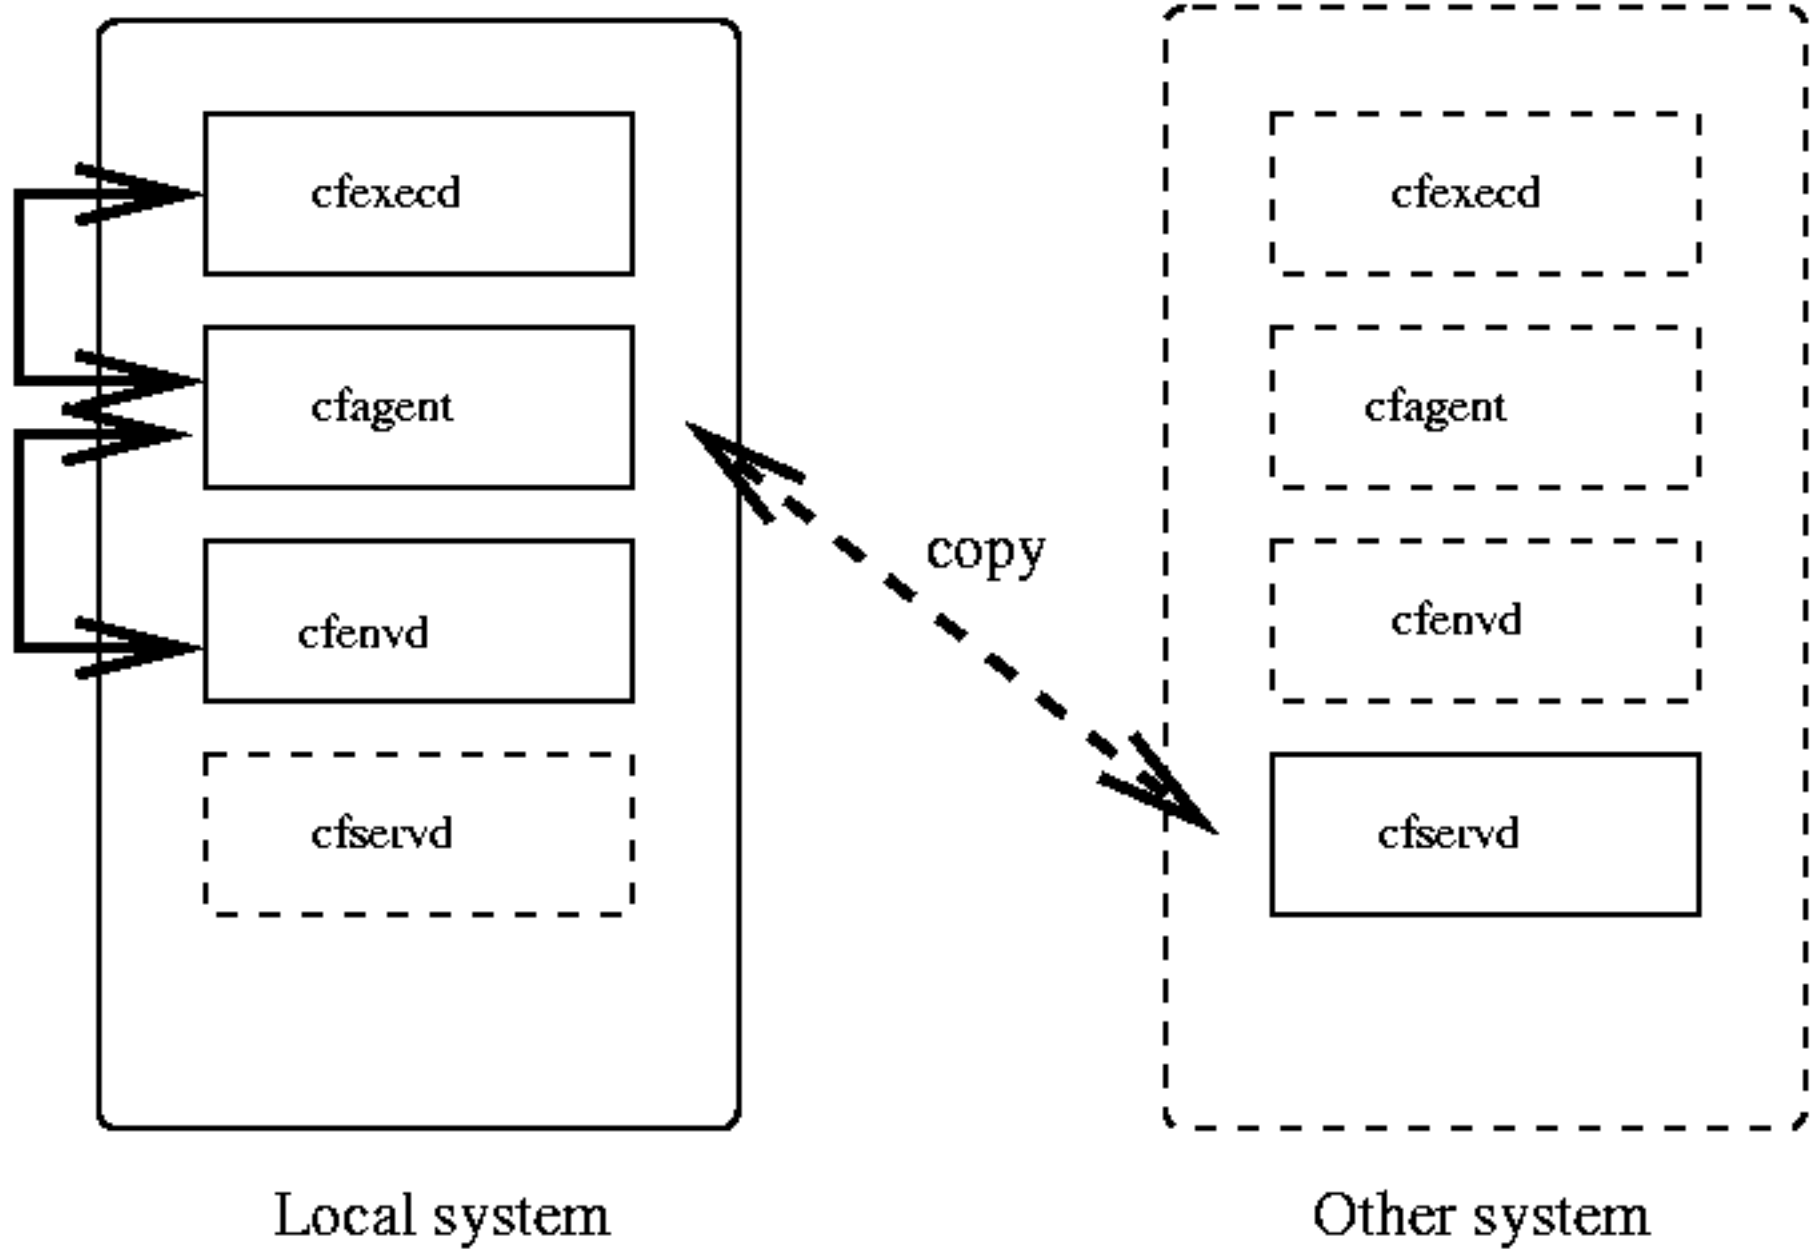 cfexecd
cfagent
cfenvd
cfservd
Local system
copy
cfexecd
cfagent
cfenvd
cfservd
Other system